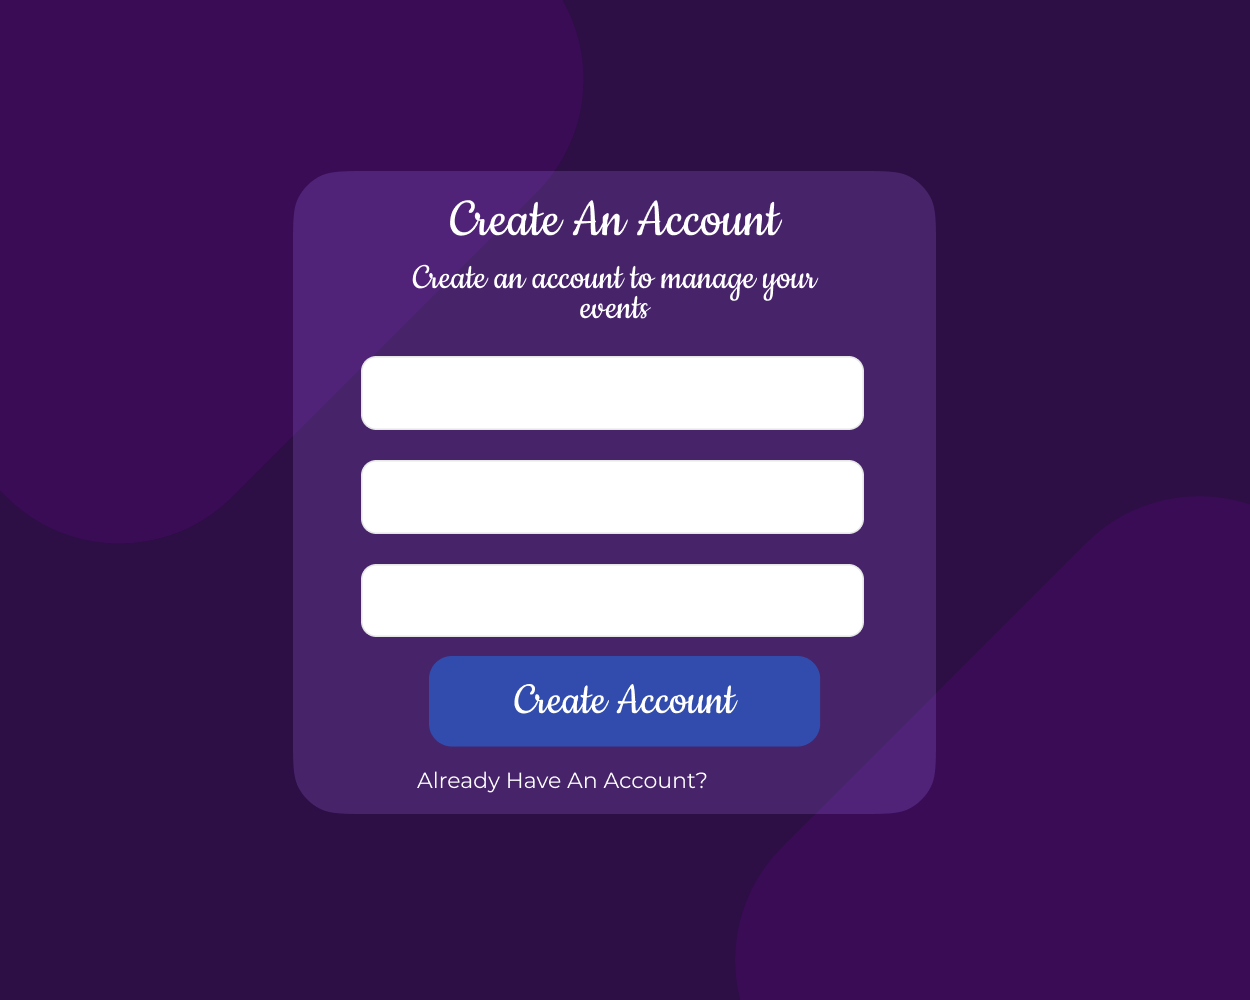 Create An Account
Create an account to manage your
events
Create Account
Already Have An Account?